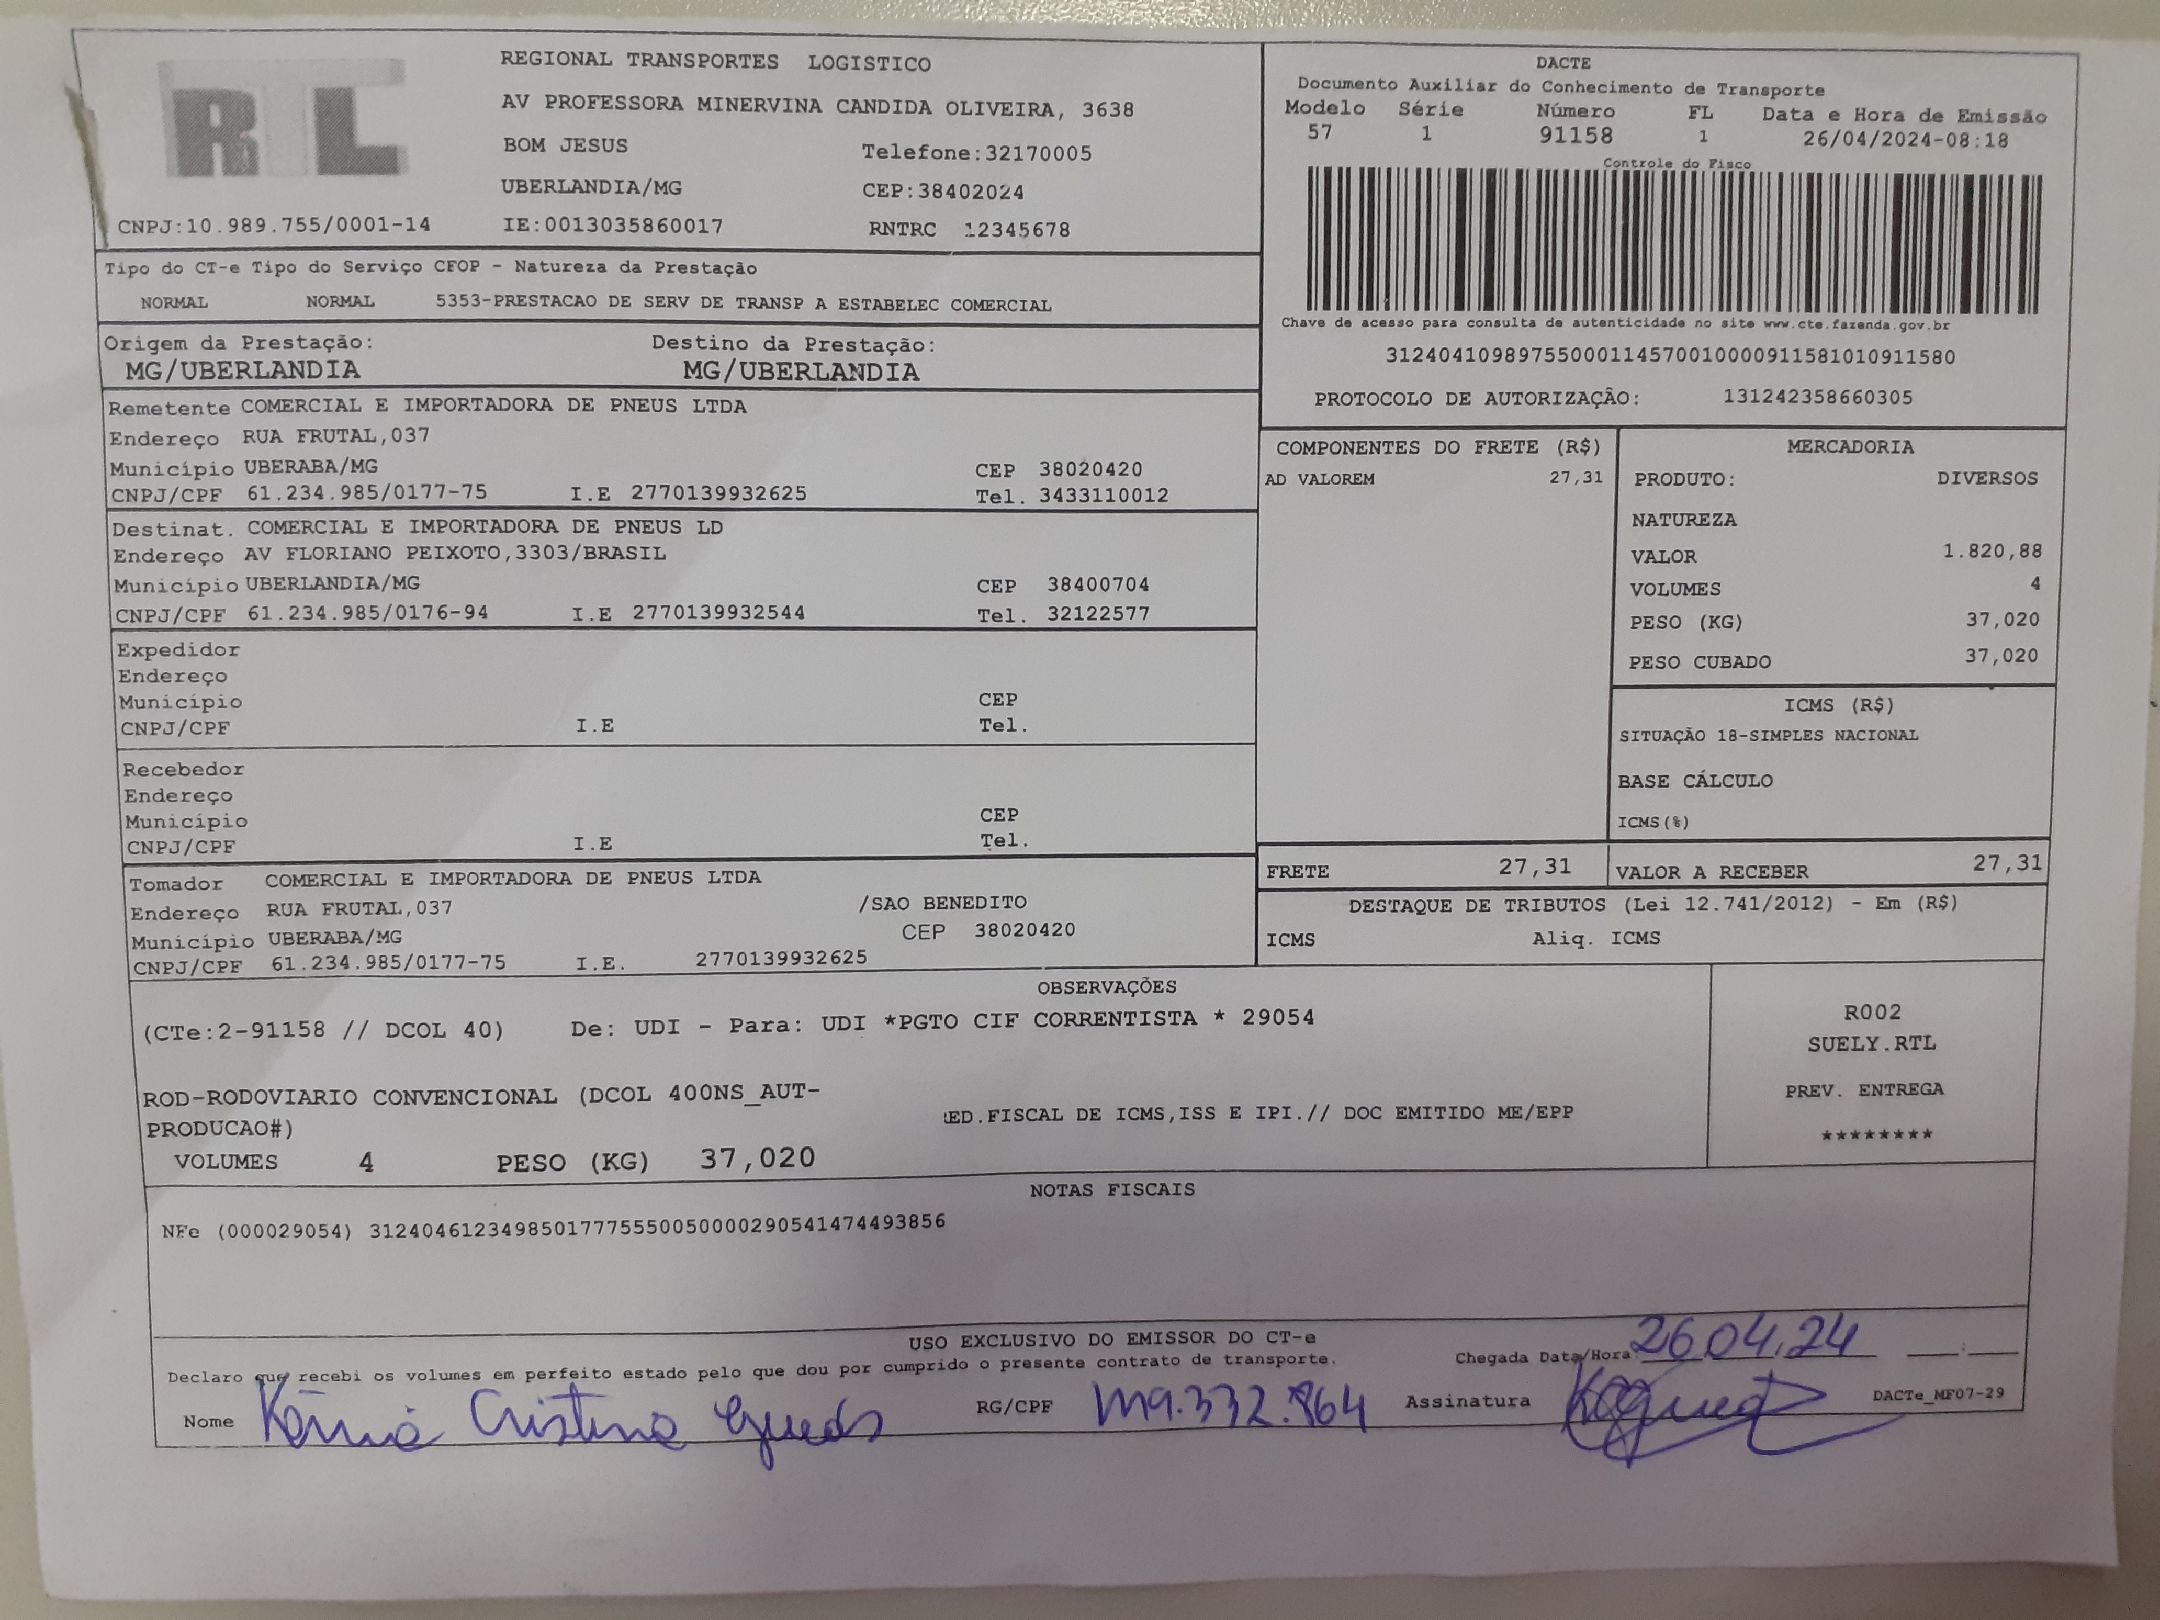 RTL
REGIONAL TRANSPORTES LOGISTICO
AV PROFESSORA MINERVINA CANDIDA OLIVEIRA, 3638
BOM JESUS Telefone:32170005
UBERLANDIA/MG CEP:38402024
CNPJ:10.989.755/0001-14 IE:0013035860017 RNTRC 12345678
DACTE
Documento Auxiliar do Conhecimento de Transporte
Modelo Série Número FL Data e Hora de Emissão
57 1 91158 1 26/04/2024-08:18
Controle do Fisco
Chave de acesso para consulta de autenticidade no site www.cte.fazenda.gov.br
31240410989755000114570010000911581010911580
PROTOCOLO DE AUTORIZAÇÃO: 131242358660305
Tipo do CT-e Tipo do Serviço CFOP - Natureza da Prestação
NORMAL NORMAL 5353-PRESTACAO DE SERV DE TRANSP A ESTABELEC COMERCIAL
Origem da Prestação: Destino da Prestação:
MG/UBERLANDIA MG/UBERLANDIA
Remetente COMERCIAL E IMPORTADORA DE PNEUS LTDA
Endereço RUA FRUTAL,037
Município UBERABA/MG CEP 38020420
CNPJ/CPF 61.234.985/0177-75 I.E 2770139932625 Tel. 3433110012
Destinat. COMERCIAL E IMPORTADORA DE PNEUS LD
Endereço AV FLORIANO PEIXOTO,3303/BRASIL
Município UBERLANDIA/MG CEP 38400704
CNPJ/CPF 61.234.985/0176-94 I.E 2770139932544 Tel. 32122577
Expedidor
Endereço
Município CEP
CNPJ/CPF I.E Tel.
Recebedor
Endereço
Município CEP
CNPJ/CPF I.E Tel.
Tomador COMERCIAL E IMPORTADORA DE PNEUS LTDA
Endereço RUA FRUTAL,037 /SAO BENEDITO
Município UBERABA/MG CEP 38020420
CNPJ/CPF 61.234.985/0177-75 I.E. 2770139932625
COMPONENTES DO FRETE (R$)
AD VALOREM 27,31
MERCADORIA
PRODUTO: DIVERSOS
NATUREZA
VALOR 1.820,88
VOLUMES 4
PESO (KG) 37,020
PESO CUBADO 37,020
ICMS (R$)
SITUAÇÃO 18-SIMPLES NACIONAL
BASE CÁLCULO
ICMS(%)
FRETE 27,31 VALOR A RECEBER 27,31
DESTAQUE DE TRIBUTOS (Lei 12.741/2012) - Em (R$)
ICMS Aliq. ICMS
OBSERVAÇÕES
(CTe:2-91158 // DCOL 40) De: UDI - Para: UDI *PGTO CIF CORRENTISTA * 29054
ROD-RODOVIARIO CONVENCIONAL (DCOL 400NS_AUT-
PRODUCAO#)
ED.FISCAL DE ICMS,ISS E IPI.// DOC EMITIDO ME/EPP
VOLUMES 4 PESO (KG) 37,020
R002
SUELY.RTL
PREV. ENTREGA
********
NOTAS FISCAIS
NFe (000029054) 31240461234985017775550050000290541474493856
USO EXCLUSIVO DO EMISSOR DO CT-e
Declaro que recebi os volumes em perfeito estado pelo que dou por cumprido o presente contrato de transporte.
Chegada Data/Hora: 26.04.24 __:__
Nome Kênia Cristina Guedes RG/CPF M9.332.864 Assinatura DACTe_MF07-29